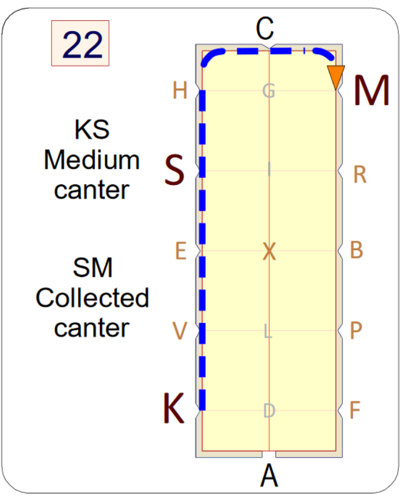 22
C
H G M
KS
Medium
canter
S I R
E X B
SM
Collected
canter
V L P
K D F
A